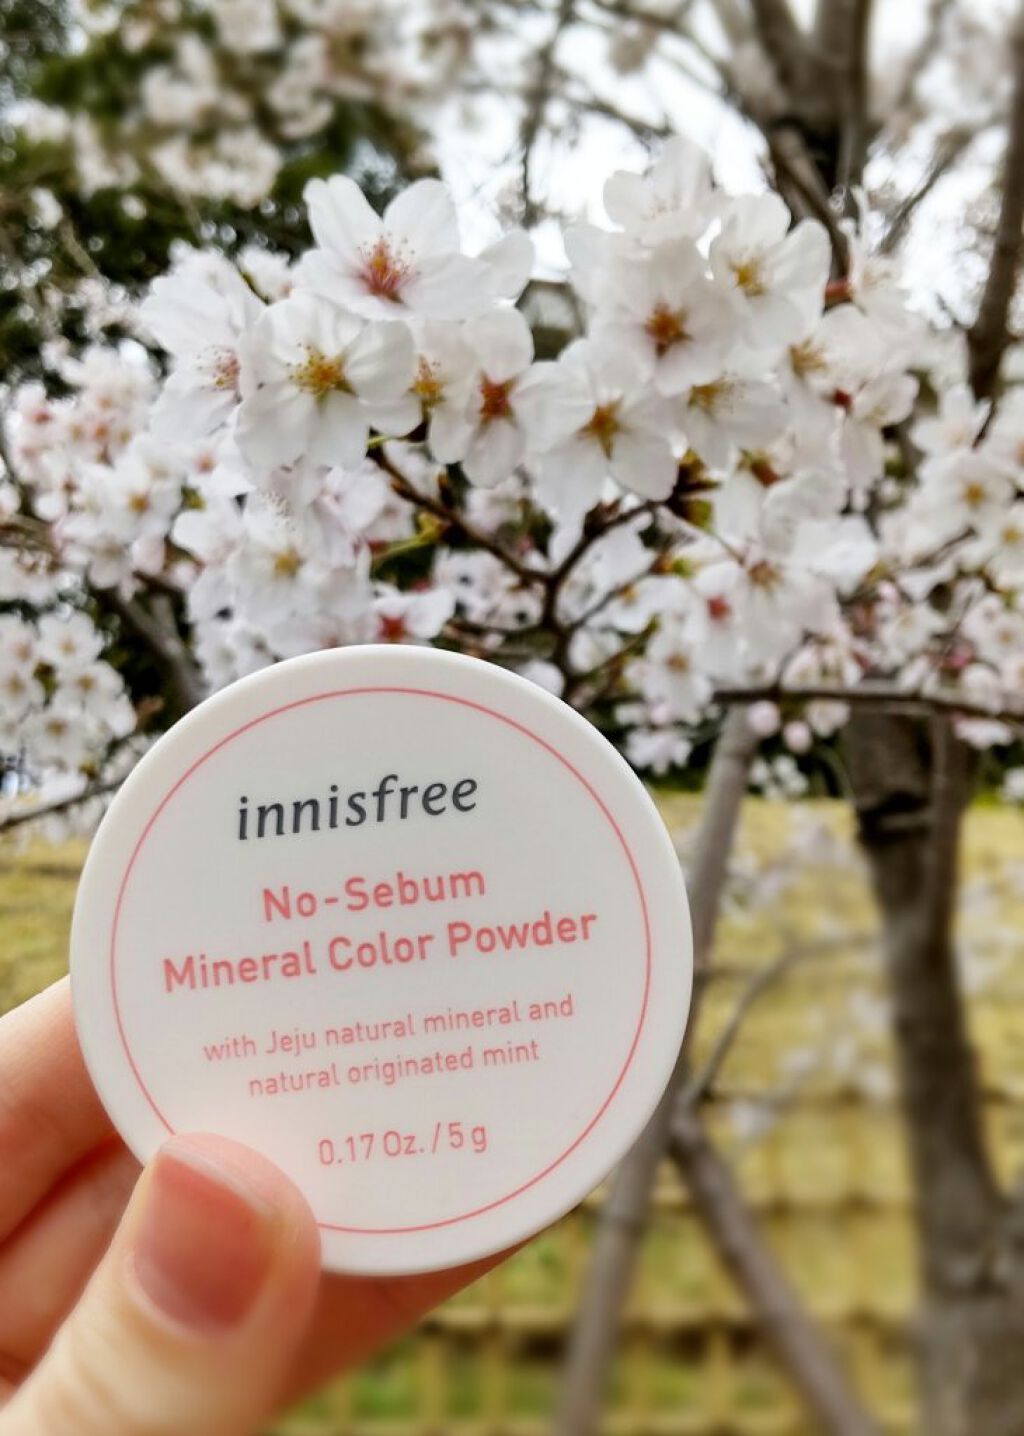 innisfree
No-Sebum
Mineral Color Powder
with Jeju natural mineral and
natural originated mint
0.17 Oz. / 5 g